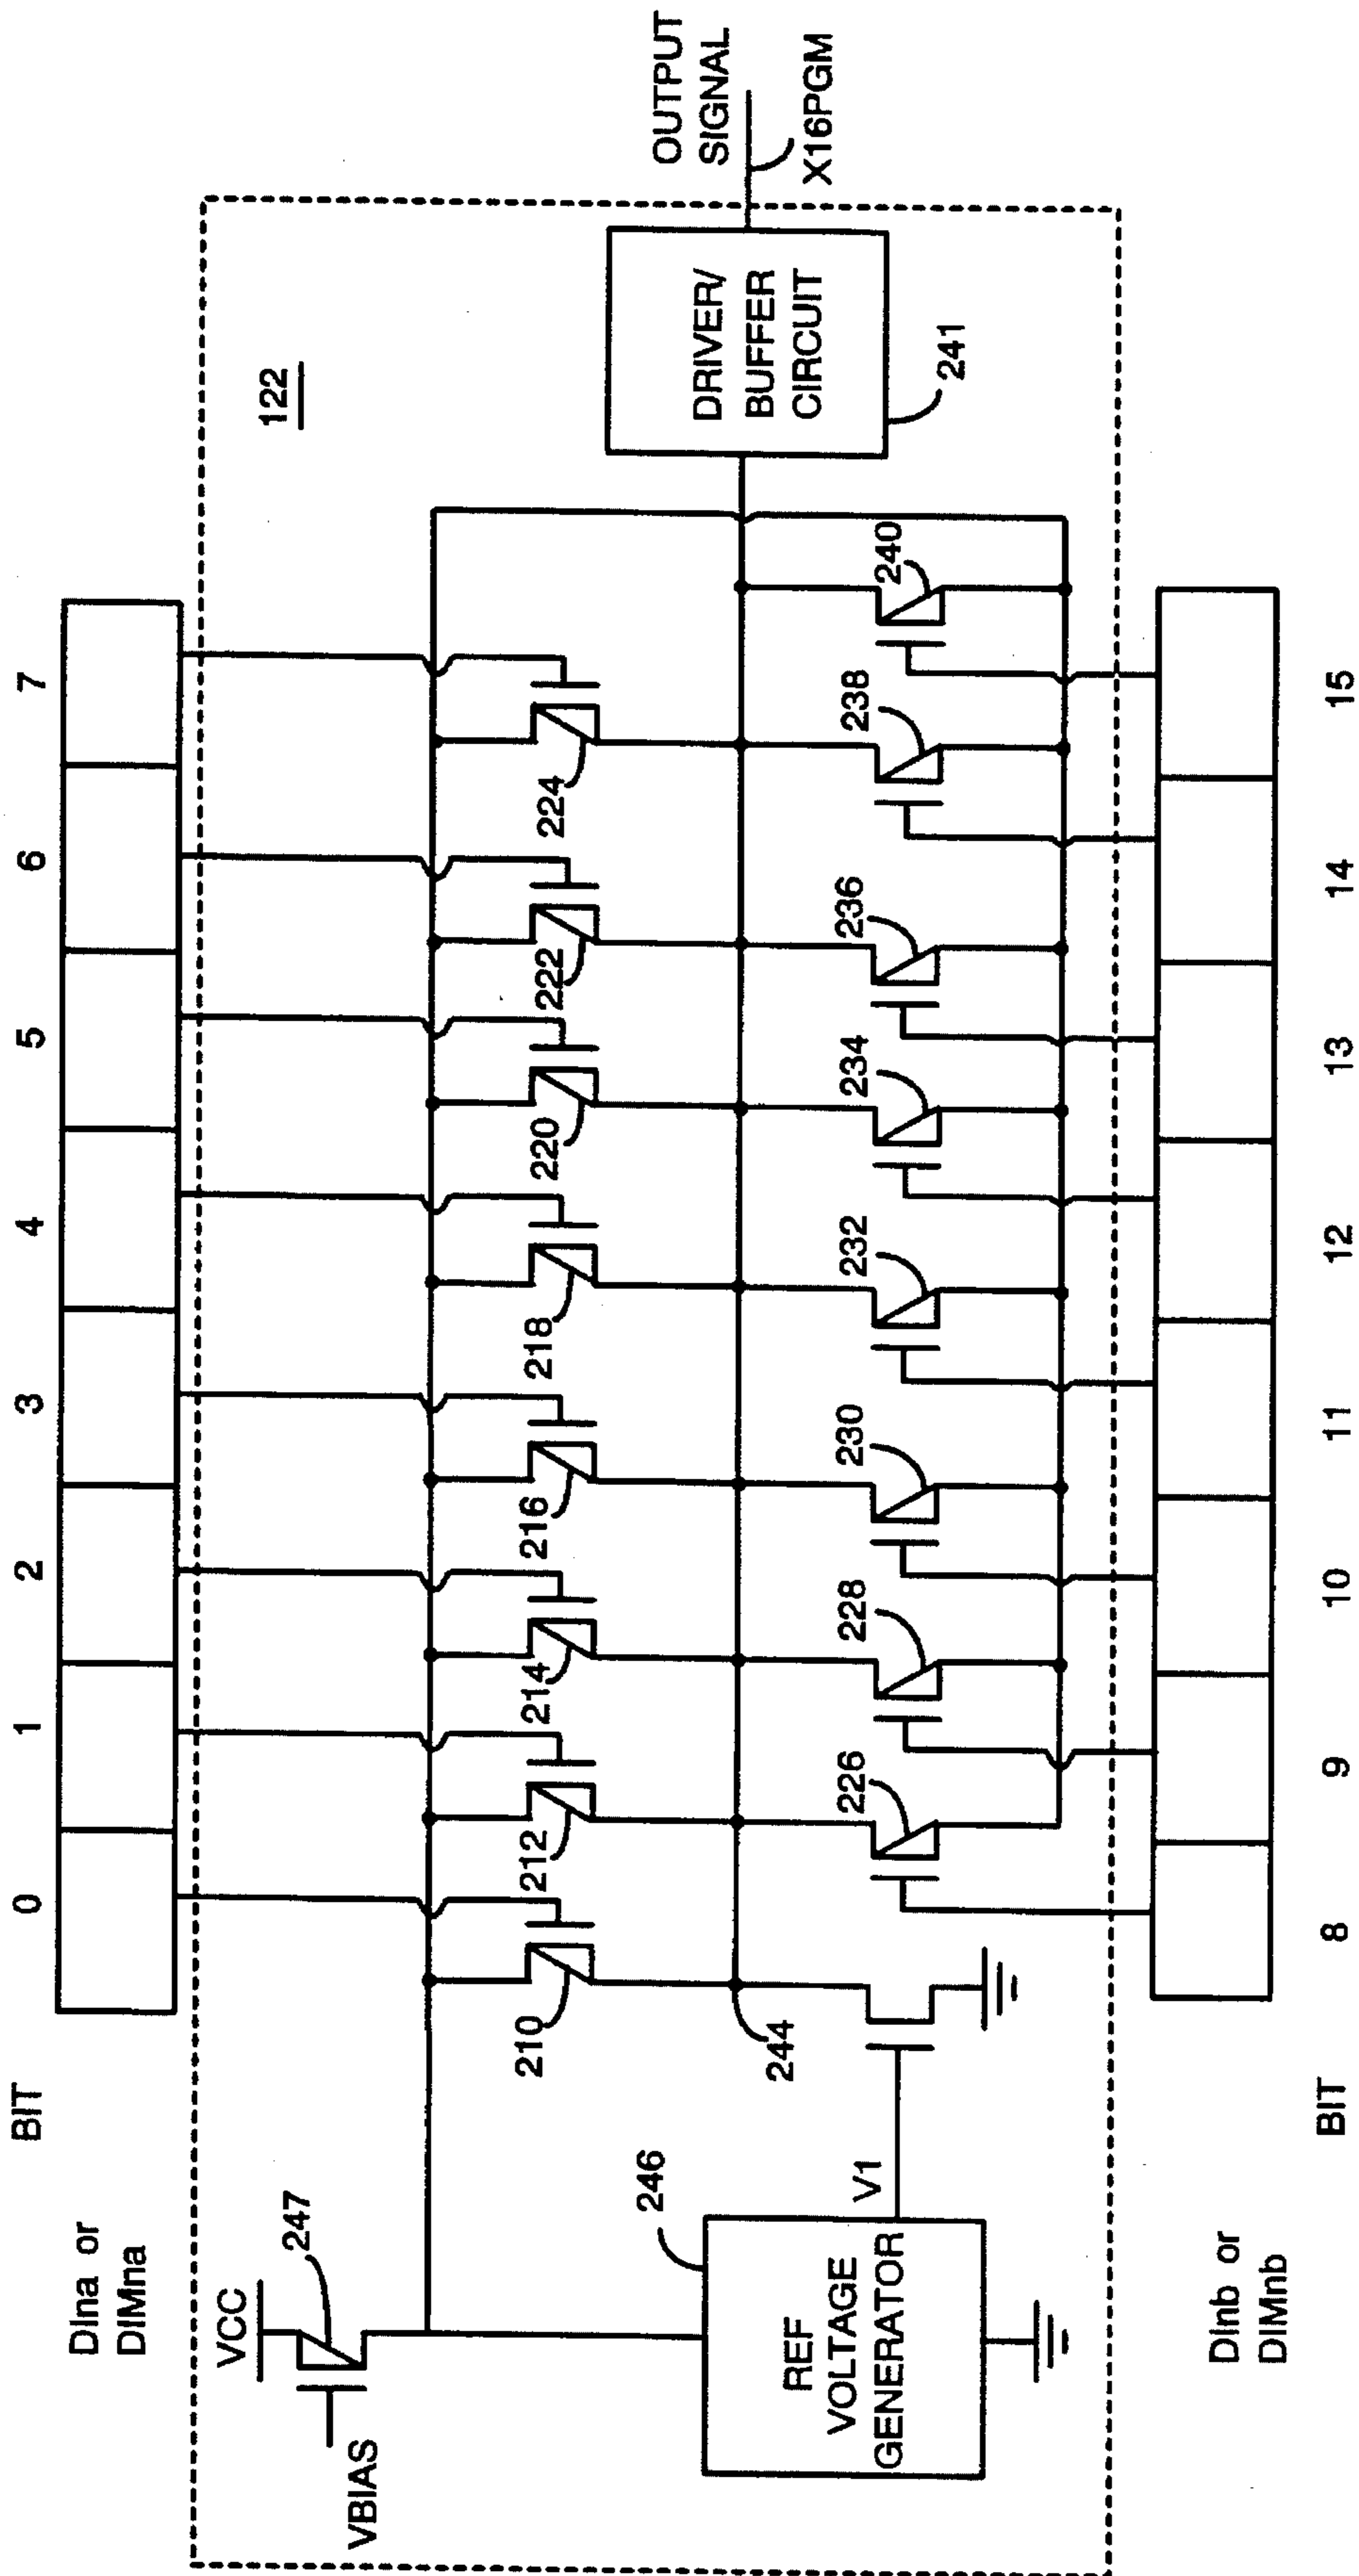 BIT 0 1 2 3 4 5 6 7
DIna or
DIMna
VCC
247
VBIAS
122
OUTPUT
SIGNAL
X16PGM
DRIVER/
BUFFER
CIRCUIT
241
210 212 214 216 218 220 222 224
244
246
REF
VOLTAGE
GENERATOR
V1
226 228 230 232 234 236 238 240
DInb or
DIMnb
BIT 8 9 10 11 12 13 14 15